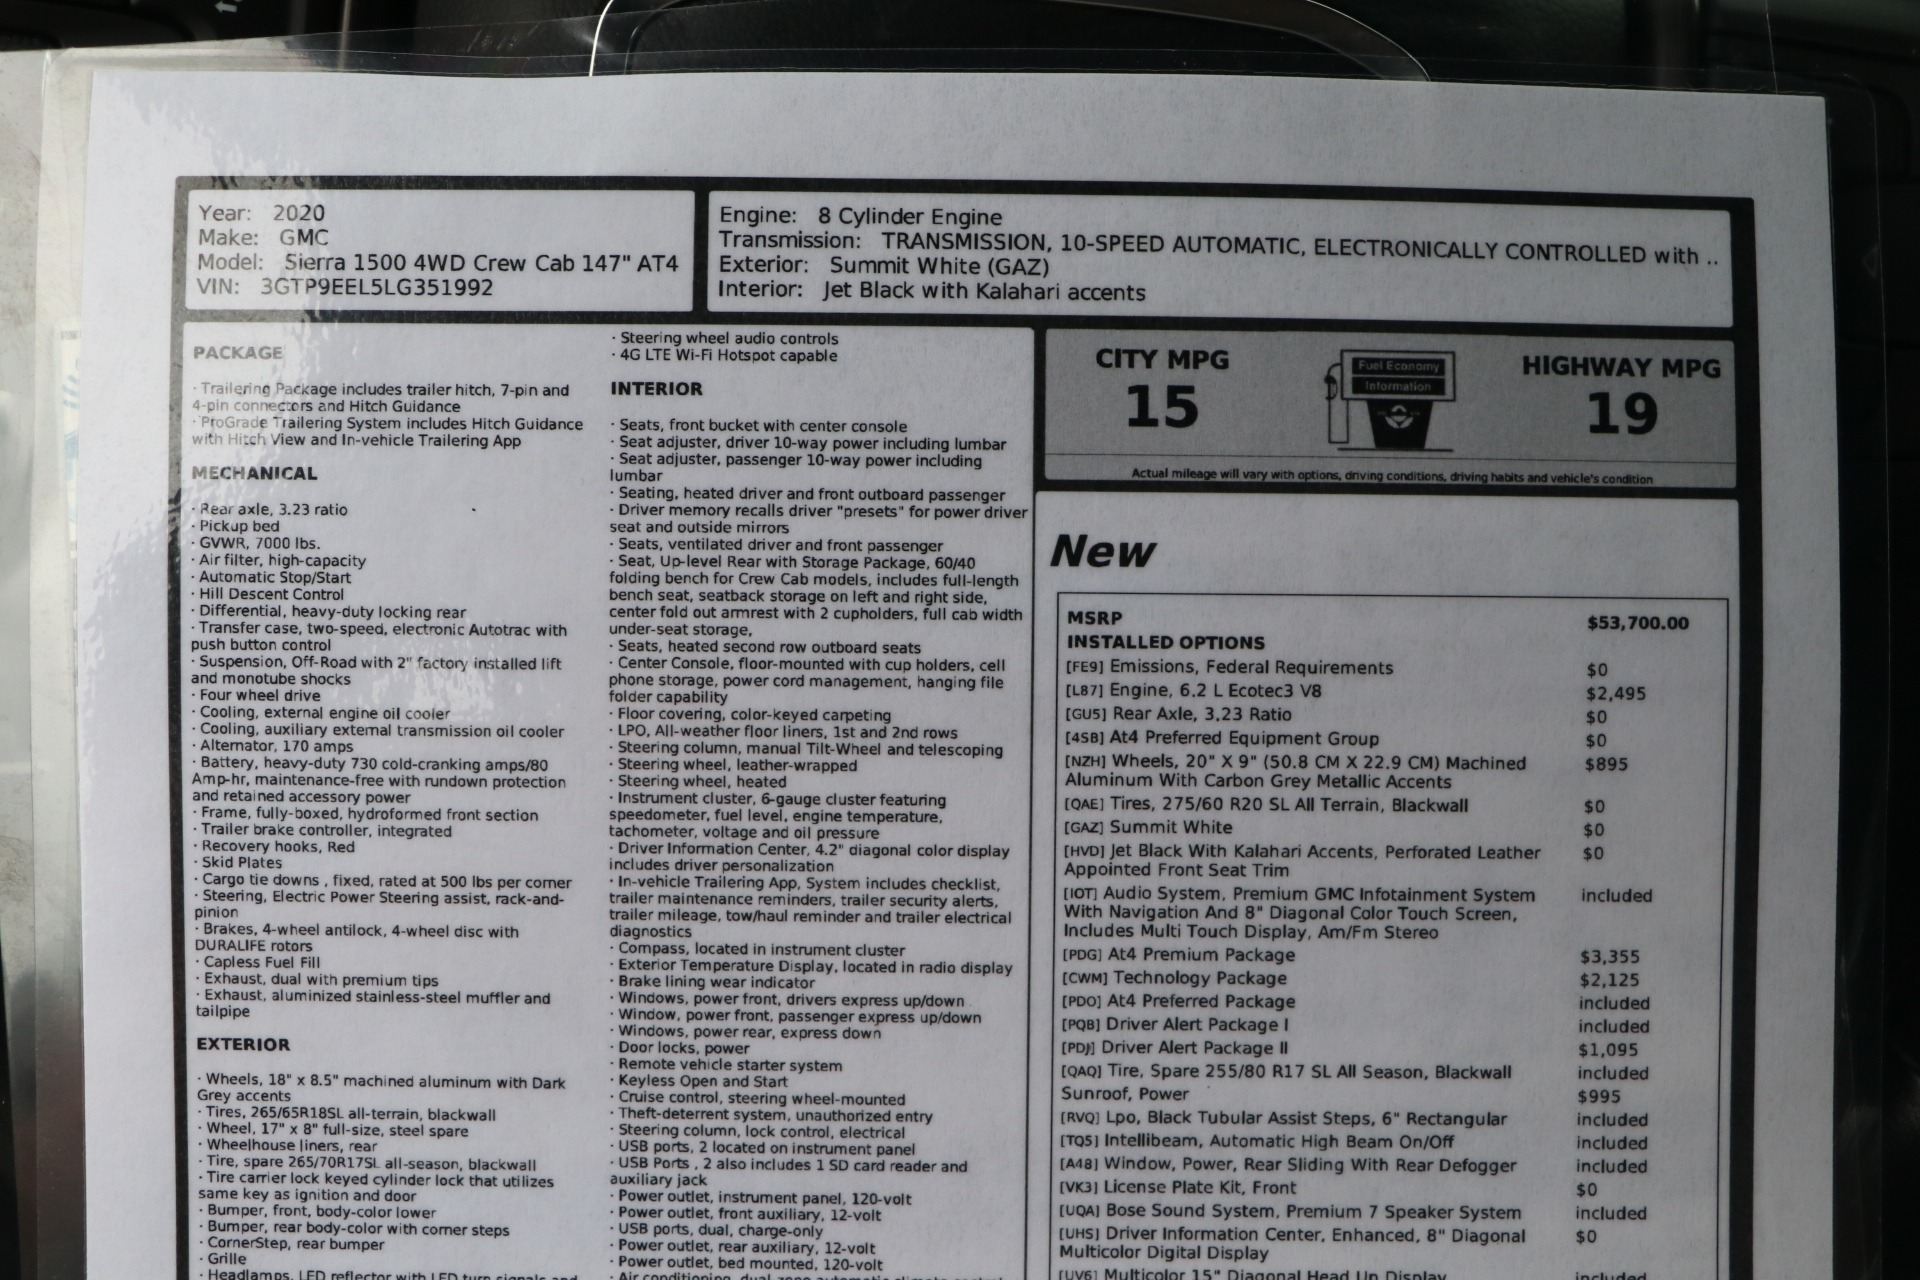 Year: 2020
Make: GMC
Model: Sierra 1500 4WD Crew Cab 147" AT4
VIN: 3GTP9EEL5LG351992
Engine: 8 Cylinder Engine
Transmission: TRANSMISSION, 10-SPEED AUTOMATIC, ELECTRONICALLY CONTROLLED with ..
Exterior: Summit White (GAZ)
Interior: Jet Black with Kalahari accents
PACKAGE
· Trailering Package includes trailer hitch, 7-pin and
4-pin connectors and Hitch Guidance
· ProGrade Trailering System includes Hitch Guidance
with Hitch View and In-vehicle Trailering App
MECHANICAL
· Rear axle, 3.23 ratio
· Pickup bed
· GVWR, 7000 lbs.
· Air filter, high-capacity
· Automatic Stop/Start
· Hill Descent Control
· Differential, heavy-duty locking rear
· Transfer case, two-speed, electronic Autotrac with
push button control
· Suspension, Off-Road with 2" factory installed lift
and monotube shocks
· Four wheel drive
· Cooling, external engine oil cooler
· Cooling, auxiliary external transmission oil cooler
· Alternator, 170 amps
· Battery, heavy-duty 730 cold-cranking amps/80
Amp-hr, maintenance-free with rundown protection
and retained accessory power
· Frame, fully-boxed, hydroformed front section
· Trailer brake controller, integrated
· Recovery hooks, Red
· Skid Plates
· Cargo tie downs , fixed, rated at 500 lbs per corner
· Steering, Electric Power Steering assist, rack-and-
pinion
· Brakes, 4-wheel antilock, 4-wheel disc with
DURALIFE rotors
· Capless Fuel Fill
· Exhaust, dual with premium tips
· Exhaust, aluminized stainless-steel muffler and
tailpipe
EXTERIOR
· Wheels, 18" x 8.5" machined aluminum with Dark
Grey accents
· Tires, 265/65R18SL all-terrain, blackwall
· Wheel, 17" x 8" full-size, steel spare
· Wheelhouse liners, rear
· Tire, spare 265/70R17SL all-season, blackwall
· Tire carrier lock keyed cylinder lock that utilizes
same key as ignition and door
· Bumper, front, body-color lower
· Bumper, rear body-color with corner steps
· CornerStep, rear bumper
· Grille
· Headlamps, LED reflector with LED turn signals and
· Steering wheel audio controls
· 4G LTE Wi-Fi Hotspot capable
INTERIOR
· Seats, front bucket with center console
· Seat adjuster, driver 10-way power including lumbar
· Seat adjuster, passenger 10-way power including
lumbar
· Seating, heated driver and front outboard passenger
· Driver memory recalls driver "presets" for power driver
seat and outside mirrors
· Seats, ventilated driver and front passenger
· Seat, Up-level Rear with Storage Package, 60/40
folding bench for Crew Cab models, includes full-length
bench seat, seatback storage on left and right side,
center fold out armrest with 2 cupholders, full cab width
under-seat storage,
· Seats, heated second row outboard seats
· Center Console, floor-mounted with cup holders, cell
phone storage, power cord management, hanging file
folder capability
· Floor covering, color-keyed carpeting
· LPO, All-weather floor liners, 1st and 2nd rows
· Steering column, manual Tilt-Wheel and telescoping
· Steering wheel, leather-wrapped
· Steering wheel, heated
· Instrument cluster, 6-gauge cluster featuring
speedometer, fuel level, engine temperature,
tachometer, voltage and oil pressure
· Driver Information Center, 4.2" diagonal color display
includes driver personalization
· In-vehicle Trailering App, System includes checklist,
trailer maintenance reminders, trailer security alerts,
trailer mileage, tow/haul reminder and trailer electrical
diagnostics
· Compass, located in instrument cluster
· Exterior Temperature Display, located in radio display
· Brake lining wear indicator
· Windows, power front, drivers express up/down
· Window, power front, passenger express up/down
· Windows, power rear, express down
· Door locks, power
· Remote vehicle starter system
· Keyless Open and Start
· Cruise control, steering wheel-mounted
· Theft-deterrent system, unauthorized entry
· Steering column, lock control, electrical
· USB ports, 2 located on instrument panel
· USB Ports , 2 also includes 1 SD card reader and
auxiliary jack
· Power outlet, instrument panel, 120-volt
· Power outlet, front auxiliary, 12-volt
· USB ports, dual, charge-only
· Power outlet, rear auxiliary, 12-volt
· Power outlet, bed mounted, 120-volt
· Air conditioning, dual-zone automatic climate control
CITY MPG
15
Fuel Economy
Information
HIGHWAY MPG
19
Actual mileage will vary with options, driving conditions, driving habits and vehicle's condition
New
MSRP $53,700.00
INSTALLED OPTIONS
[FE9] Emissions, Federal Requirements $0
[L87] Engine, 6.2 L Ecotec3 V8 $2,495
[GU5] Rear Axle, 3.23 Ratio $0
[4SB] At4 Preferred Equipment Group $0
[NZH] Wheels, 20" X 9" (50.8 CM X 22.9 CM) Machined $895
Aluminum With Carbon Grey Metallic Accents
[QAE] Tires, 275/60 R20 SL All Terrain, Blackwall $0
[GAZ] Summit White $0
[HVD] Jet Black With Kalahari Accents, Perforated Leather $0
Appointed Front Seat Trim
[IOT] Audio System, Premium GMC Infotainment System included
With Navigation And 8" Diagonal Color Touch Screen,
Includes Multi Touch Display, Am/Fm Stereo
[PDG] At4 Premium Package $3,355
[CWM] Technology Package $2,125
[PDO] At4 Preferred Package included
[PQB] Driver Alert Package I included
[PDJ] Driver Alert Package II $1,095
[QAQ] Tire, Spare 255/80 R17 SL All Season, Blackwall included
Sunroof, Power $995
[RVQ] Lpo, Black Tubular Assist Steps, 6" Rectangular included
[TQ5] Intellibeam, Automatic High Beam On/Off included
[A48] Window, Power, Rear Sliding With Rear Defogger included
[VK3] License Plate Kit, Front $0
[UQA] Bose Sound System, Premium 7 Speaker System included
[UHS] Driver Information Center, Enhanced, 8" Diagonal $0
Multicolor Digital Display
[UV6] Multicolor 15" Diagonal Head Up Display included